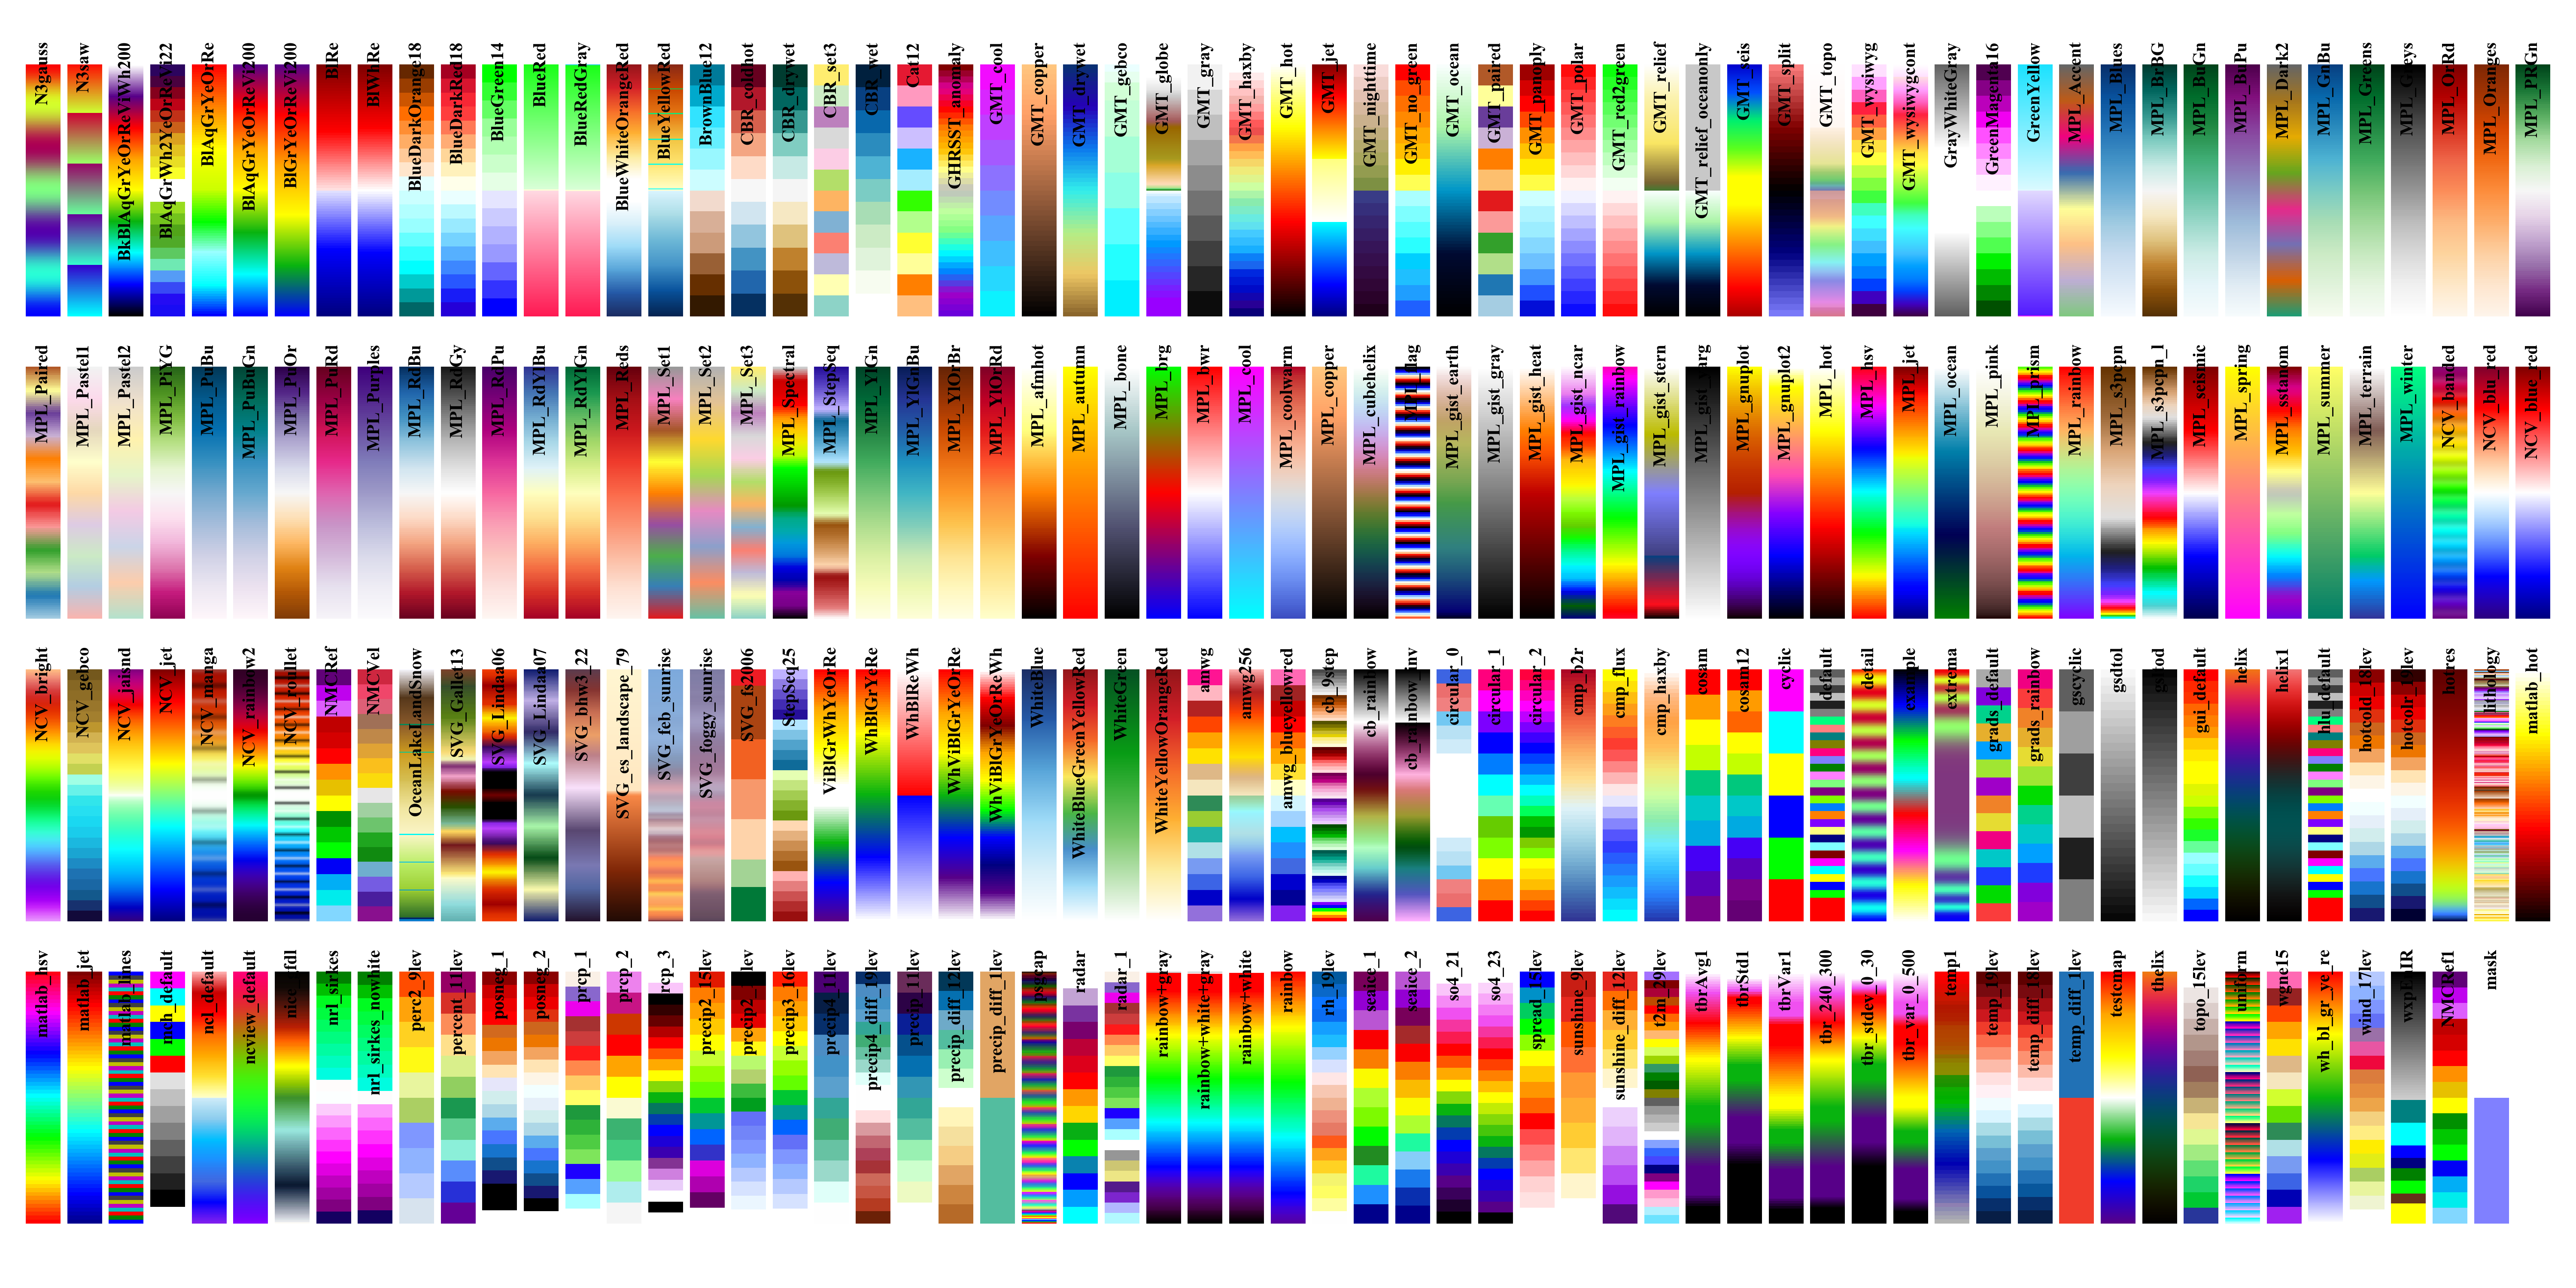 N3gauss
N3saw
BkBlAqGrYeOrReViWh200
BlAqGrWh2YeOrReVi22
BlAqGrYeOrRe
BlAqGrYeOrReVi200
BlGrYeOrReVi200
BlRe
BlWhRe
BlueDarkOrange18
BlueDarkRed18
BlueGreen14
BlueRed
BlueRedGray
BlueWhiteOrangeRed
BlueYellowRed
BrownBlue12
CBR_coldhot
CBR_drywet
CBR_set3
CBR_wet
Cat12
GHRSST_anomaly
GMT_cool
GMT_copper
GMT_drywet
GMT_gebco
GMT_globe
GMT_gray
GMT_haxby
GMT_hot
GMT_jet
GMT_nighttime
GMT_no_green
GMT_ocean
GMT_paired
GMT_panoply
GMT_polar
GMT_red2green
GMT_relief
GMT_relief_oceanonly
GMT_seis
GMT_split
GMT_topo
GMT_wysiwyg
GMT_wysiwygcont
GrayWhiteGray
GreenMagenta16
GreenYellow
MPL_Accent
MPL_Blues
MPL_BrBG
MPL_BuGn
MPL_BuPu
MPL_Dark2
MPL_GnBu
MPL_Greens
MPL_Greys
MPL_OrRd
MPL_Oranges
MPL_PRGn
MPL_Paired
MPL_Pastel1
MPL_Pastel2
MPL_PiYG
MPL_PuBu
MPL_PuBuGn
MPL_PuOr
MPL_PuRd
MPL_Purples
MPL_RdBu
MPL_RdGy
MPL_RdPu
MPL_RdYlBu
MPL_RdYlGn
MPL_Reds
MPL_Set1
MPL_Set2
MPL_Set3
MPL_Spectral
MPL_StepSeq
MPL_YlGn
MPL_YlGnBu
MPL_YlOrBr
MPL_YlOrRd
MPL_afmhot
MPL_autumn
MPL_bone
MPL_brg
MPL_bwr
MPL_cool
MPL_coolwarm
MPL_copper
MPL_cubehelix
MPL_flag
MPL_gist_earth
MPL_gist_gray
MPL_gist_heat
MPL_gist_ncar
MPL_gist_rainbow
MPL_gist_stern
MPL_gist_yarg
MPL_gnuplot
MPL_gnuplot2
MPL_hot
MPL_hsv
MPL_jet
MPL_ocean
MPL_pink
MPL_prism
MPL_rainbow
MPL_s3pcpn
MPL_s3pcpn_l
MPL_seismic
MPL_spring
MPL_sstanom
MPL_summer
MPL_terrain
MPL_winter
NCV_banded
NCV_blu_red
NCV_blue_red
NCV_bright
NCV_gebco
NCV_jaisnd
NCV_jet
NCV_manga
NCV_rainbow2
NCV_roullet
NMCRef
NMCVel
OceanLakeLandSnow
SVG_Gallet13
SVG_Lindaa06
SVG_Lindaa07
SVG_bhw3_22
SVG_es_landscape_79
SVG_feb_sunrise
SVG_foggy_sunrise
SVG_fs2006
StepSeq25
ViBlGrWhYeOrRe
WhBlGrYeRe
WhBlReWh
WhViBlGrYeOrRe
WhViBlGrYeOrReWh
WhiteBlue
WhiteBlueGreenYellowRed
WhiteGreen
WhiteYellowOrangeRed
amwg
amwg256
amwg_blueyellowred
cb_9step
cb_rainbow
cb_rainbow_inv
circular_0
circular_1
circular_2
cmp_b2r
cmp_flux
cmp_haxby
cosam
cosam12
cyclic
default
detail
example
extrema
grads_default
grads_rainbow
gscyclic
gsdtol
gsltod
gui_default
helix
helix1
hlu_default
hotcold_18lev
hotcolr_19lev
hotres
lithology
matlab_hot
matlab_hsv
matlab_jet
matlab_lines
mch_default
ncl_default
ncview_default
nice_gfdl
nrl_sirkes
nrl_sirkes_nowhite
perc2_9lev
percent_11lev
posneg_1
posneg_2
prcp_1
prcp_2
prcp_3
precip2_15lev
precip2_17lev
precip3_16lev
precip4_11lev
precip4_diff_19lev
precip_11lev
precip_diff_12lev
precip_diff_1lev
psgcap
radar
radar_1
rainbow+gray
rainbow+white+gray
rainbow+white
rainbow
rh_19lev
seaice_1
seaice_2
so4_21
so4_23
spread_15lev
sunshine_9lev
sunshine_diff_12lev
t2m_29lev
tbrAvg1
tbrStd1
tbrVar1
tbr_240_300
tbr_stdev_0_30
tbr_var_0_500
temp1
temp_19lev
temp_diff_18lev
temp_diff_1lev
testcmap
thelix
topo_15lev
uniform
wgne15
wh_bl_gr_ye_re
wind_17lev
wxpEnIR
NMCRef1
mask